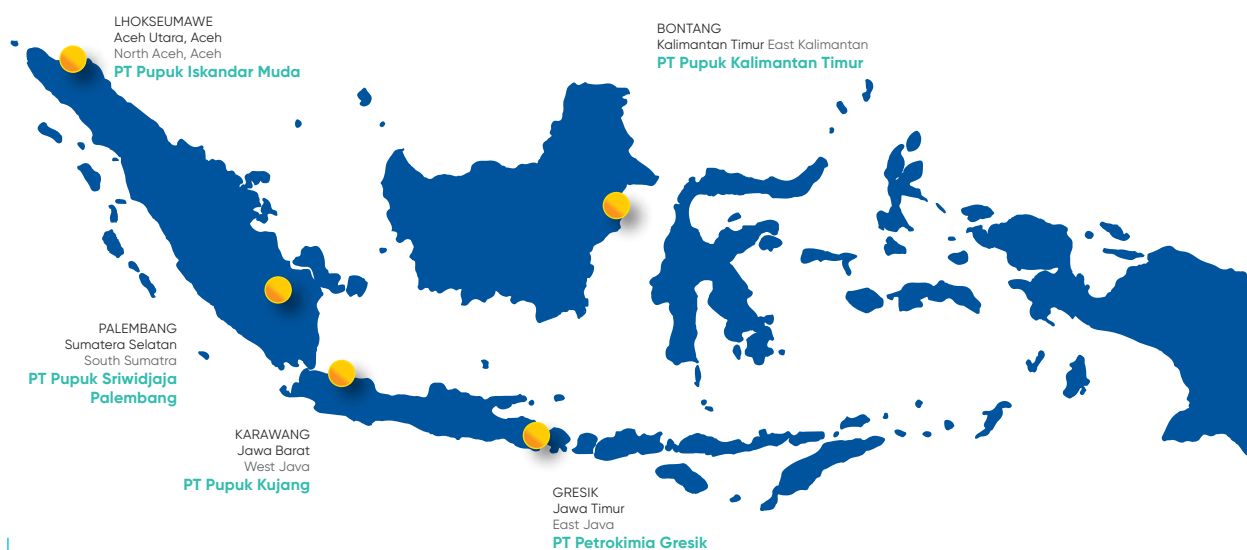 LHOKSEUMAWE
Aceh Utara, Aceh
North Aceh, Aceh
PT Pupuk Iskandar Muda
BONTANG
Kalimantan Timur East Kalimantan
PT Pupuk Kalimantan Timur
PALEMBANG
Sumatera Selatan
South Sumatra
PT Pupuk Sriwidjaja
Palembang
KARAWANG
Jawa Barat
West Java
PT Pupuk Kujang
GRESIK
Jawa Timur
East Java
PT Petrokimia Gresik
|